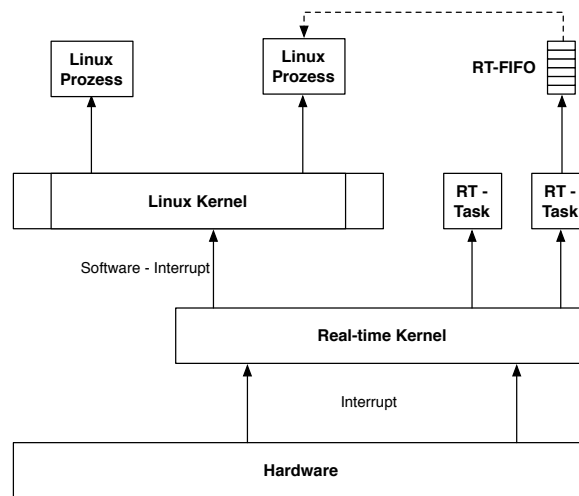 Linux
Prozess
Linux
Prozess
RT-FIFO
Linux Kernel
RT -
Task
RT -
Task
Software - Interrupt
Real-time Kernel
Interrupt
Hardware